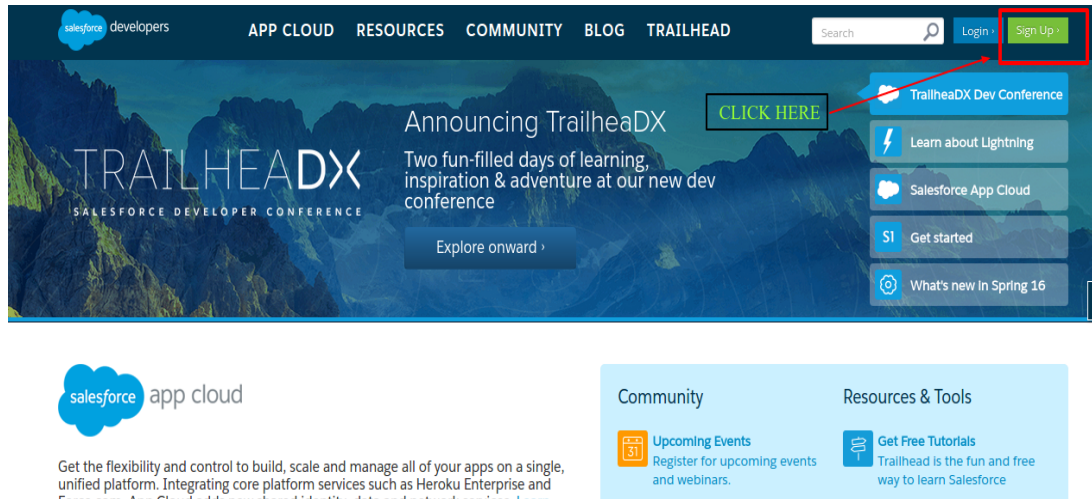 salesforce developers
APP CLOUD RESOURCES COMMUNITY BLOG TRAILHEAD
Search
Login ›
Sign Up ›
CLICK HERE
TRAILHEADX
SALESFORCE DEVELOPER CONFERENCE
Announcing TrailheaDX
Two fun-filled days of learning,
inspiration & adventure at our new dev
conference
Explore onward ›
TrailheaDX Dev Conference
Learn about Lightning
Salesforce App Cloud
S1 Get started
What's new in Spring 16
salesforce app cloud
Get the flexibility and control to build, scale and manage all of your apps on a single,
unified platform. Integrating core platform services such as Heroku Enterprise and
Community
31
Upcoming Events
Register for upcoming events
and webinars.
Resources & Tools
Get Free Tutorials
Trailhead is the fun and free
way to learn Salesforce